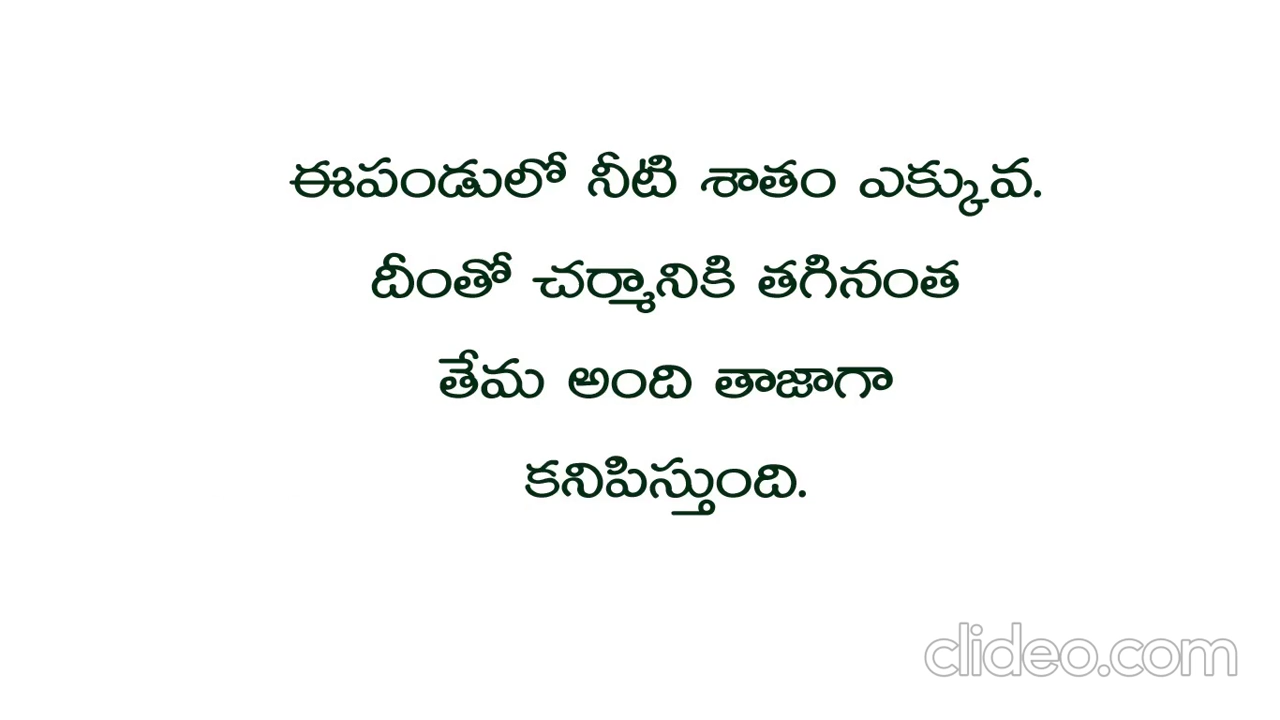 ఈపండులో నీటి శాతం ఎక్కువ.
దీంతో చర్మానికి తగినంత
తేమ అంది తాజాగా
కనిపిస్తుంది.
clideo.com